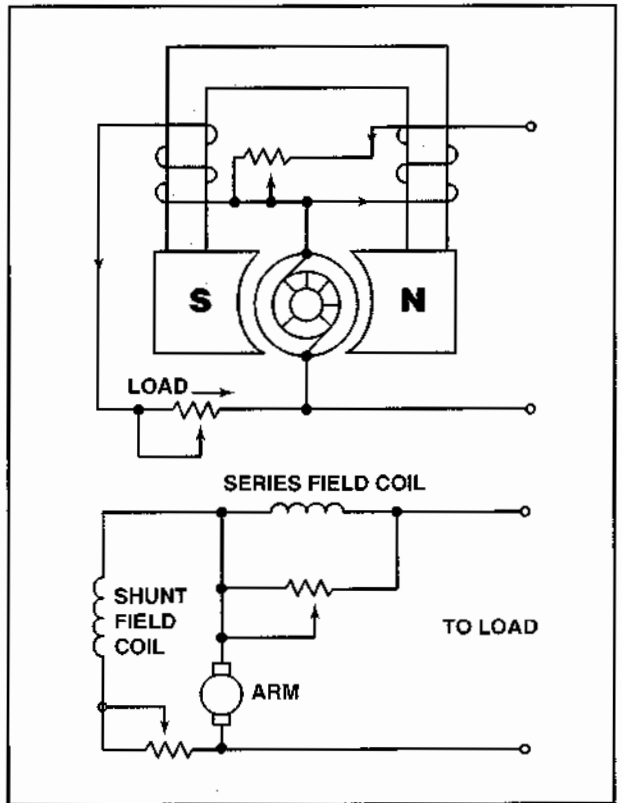 S
N
LOAD
SERIES FIELD COIL
SHUNT
FIELD
COIL
TO LOAD
ARM